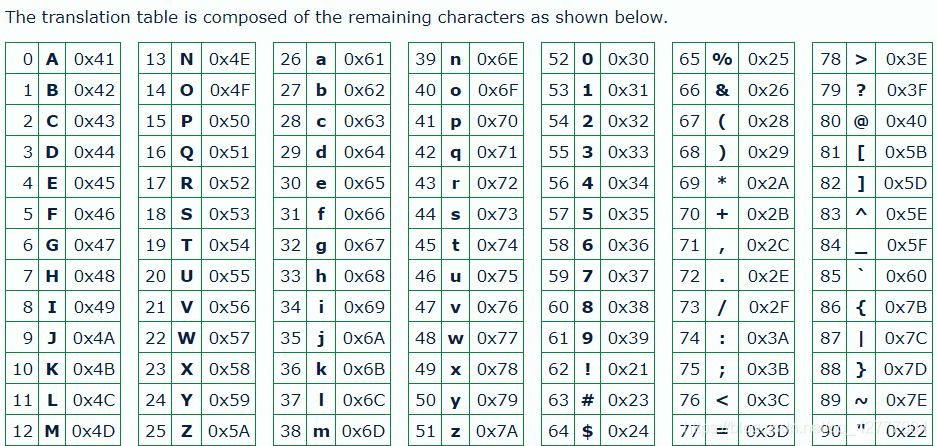 The translation table is composed of the remaining characters as shown below.
0 A 0x41 13 N 0x4E 26 a 0x61 39 n 0x6E 52 0 0x30 65 % 0x25 78 > 0x3E
1 B 0x42 14 O 0x4F 27 b 0x62 40 o 0x6F 53 1 0x31 66 & 0x26 79 ? 0x3F
2 C 0x43 15 P 0x50 28 c 0x63 41 p 0x70 54 2 0x32 67 ( 0x28 80 @ 0x40
3 D 0x44 16 Q 0x51 29 d 0x64 42 q 0x71 55 3 0x33 68 ) 0x29 81 [ 0x5B
4 E 0x45 17 R 0x52 30 e 0x65 43 r 0x72 56 4 0x34 69 * 0x2A 82 ] 0x5D
5 F 0x46 18 S 0x53 31 f 0x66 44 s 0x73 57 5 0x35 70 + 0x2B 83 ^ 0x5E
6 G 0x47 19 T 0x54 32 g 0x67 45 t 0x74 58 6 0x36 71 , 0x2C 84 _ 0x5F
7 H 0x48 20 U 0x55 33 h 0x68 46 u 0x75 59 7 0x37 72 . 0x2E 85 ` 0x60
8 I 0x49 21 V 0x56 34 i 0x69 47 v 0x76 60 8 0x38 73 / 0x2F 86 { 0x7B
9 J 0x4A 22 W 0x57 35 j 0x6A 48 w 0x77 61 9 0x39 74 : 0x3A 87 | 0x7C
10 K 0x4B 23 X 0x58 36 k 0x6B 49 x 0x78 62 ! 0x21 75 ; 0x3B 88 } 0x7D
11 L 0x4C 24 Y 0x59 37 l 0x6C 50 y 0x79 63 # 0x23 76 < 0x3C 89 ~ 0x7E
12 M 0x4D 25 Z 0x5A 38 m 0x6D 51 z 0x7A 64 $ 0x24 77 = 0x3D 90 " 0x22